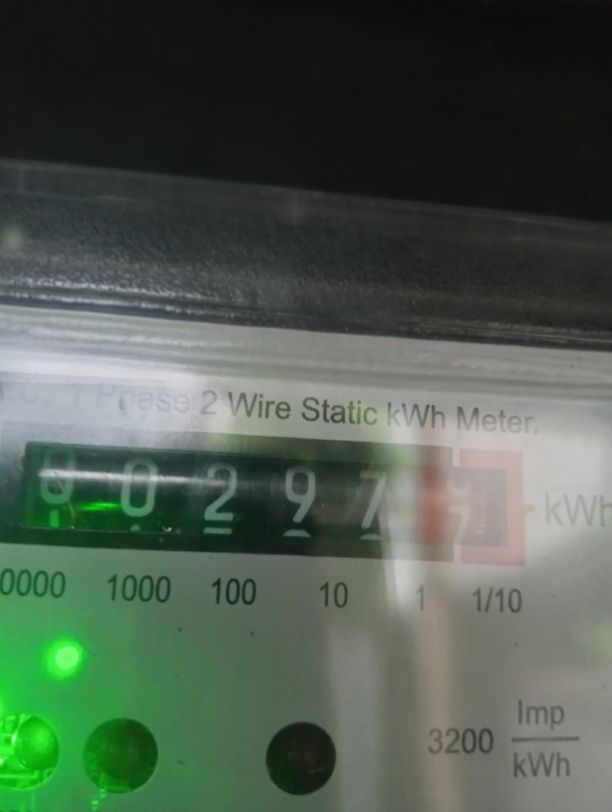 .C. 1 Phase 2 Wire Static kWh Meter.
0 0 2 9 7 kWh
0000 1000 100 10 1 1/10
3200 Imp
kWh